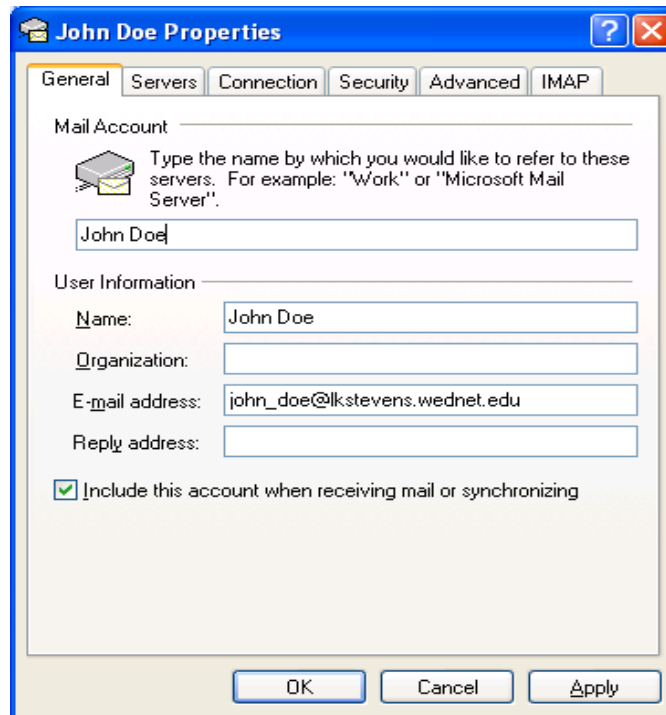 John Doe Properties
General Servers Connection Security Advanced IMAP
Mail Account
Type the name by which you would like to refer to these
servers. For example: "Work" or "Microsoft Mail
Server".
John Doe
User Information
Name: John Doe
Organization:
E-mail address: john_doe@lkstevens.wednet.edu
Reply address:
Include this account when receiving mail or synchronizing
OK Cancel Apply